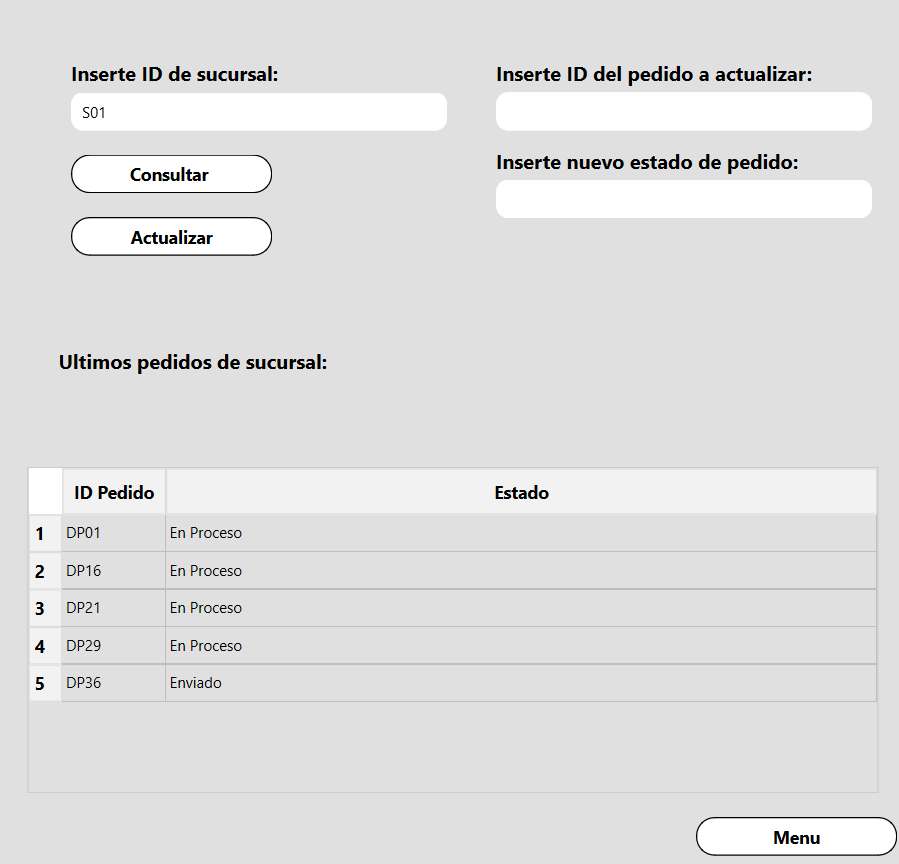 Inserte ID de sucursal:
S01
Consultar
Actualizar
Inserte ID del pedido a actualizar:
Inserte nuevo estado de pedido:
Ultimos pedidos de sucursal:
ID Pedido Estado
1 DP01 En Proceso
2 DP16 En Proceso
3 DP21 En Proceso
4 DP29 En Proceso
5 DP36 Enviado
Menu